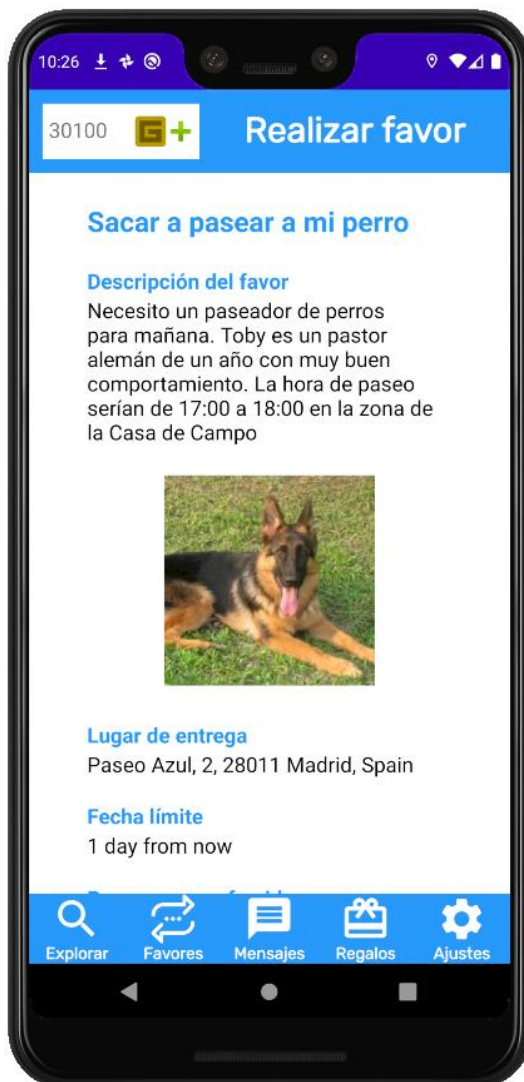 10:26
30100 G +
Realizar favor
Sacar a pasear a mi perro
Descripción del favor
Necesito un paseador de perros
para mañana. Toby es un pastor
alemán de un año con muy buen
comportamiento. La hora de paseo
serían de 17:00 a 18:00 en la zona de
la Casa de Campo
Lugar de entrega
Paseo Azul, 2, 28011 Madrid, Spain
Fecha límite
1 day from now
Explorar
Favores
Mensajes
Regalos
Ajustes